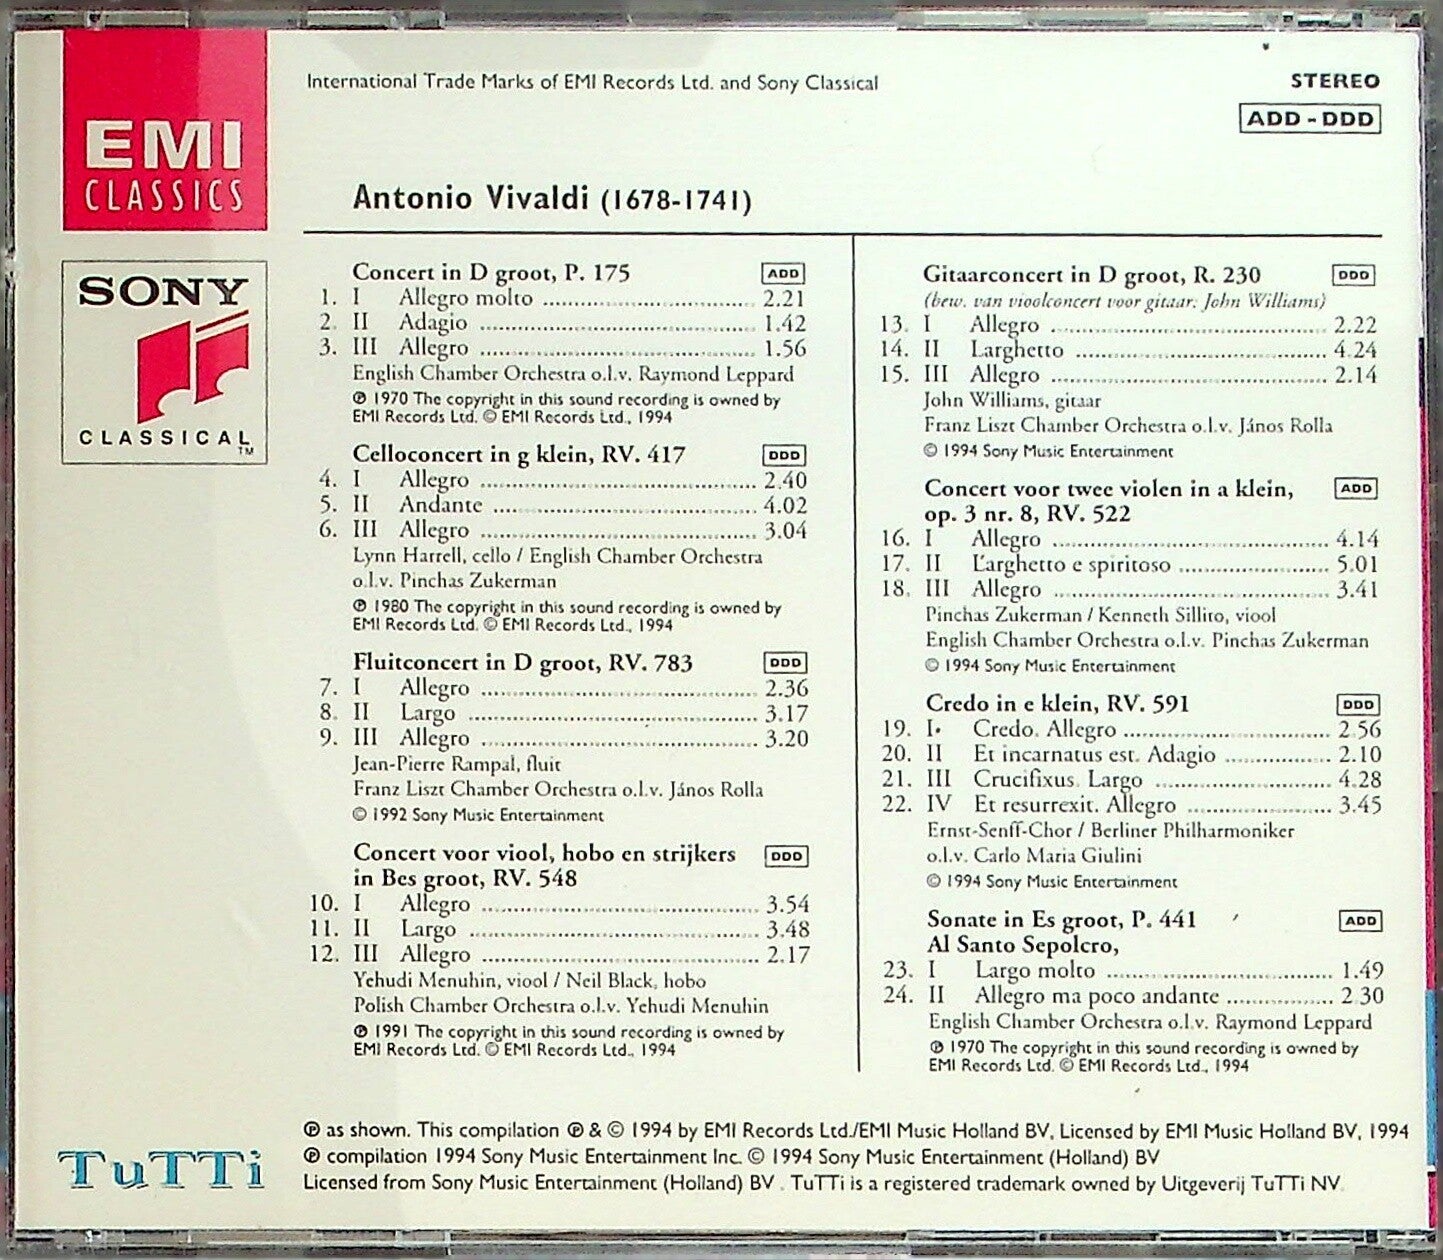 International Trade Marks of EMI Records Ltd. and Sony Classical
STEREO
ADD - DDD
EMI
CLASSICS
SONY
CLASSICAL
TM
Antonio Vivaldi (1678-1741)
Concert in D groot, P. 175 ADD
1. I Allegro molto 2.21
2. II Adagio 1.42
3. III Allegro 1.56
English Chamber Orchestra o.l.v. Raymond Leppard
℗ 1970 The copyright in this sound recording is owned by
EMI Records Ltd. © EMI Records Ltd., 1994
Celloconcert in g klein, RV. 417 DDD
4. I Allegro 2.40
5. II Andante 4.02
6. III Allegro 3.04
Lynn Harrell, cello / English Chamber Orchestra
o.l.v. Pinchas Zukerman
℗ 1980 The copyright in this sound recording is owned by
EMI Records Ltd. © EMI Records Ltd., 1994
Fluitconcert in D groot, RV. 783 DDD
7. I Allegro 2.36
8. II Largo 3.17
9. III Allegro 3.20
Jean-Pierre Rampal, fluit
Franz Liszt Chamber Orchestra o.l.v. János Rolla
© 1992 Sony Music Entertainment
Concert voor viool, hobo en strijkers DDD
in Bes groot, RV. 548
10. I Allegro 3.54
11. II Largo 3.48
12. III Allegro 2.17
Yehudi Menuhin, viool / Neil Black, hobo
Polish Chamber Orchestra o.l.v. Yehudi Menuhin
℗ 1991 The copyright in this sound recording is owned by
EMI Records Ltd. © EMI Records Ltd., 1994
Gitaarconcert in D groot, R. 230 DDD
(bew. van vioolconcert voor gitaar: John Williams)
13. I Allegro 2.22
14. II Larghetto 4.24
15. III Allegro 2.14
John Williams, gitaar
Franz Liszt Chamber Orchestra o.l.v. János Rolla
© 1994 Sony Music Entertainment
Concert voor twee violen in a klein, ADD
op. 3 nr. 8, RV. 522
16. I Allegro 4.14
17. II Larghetto e spiritoso 5.01
18. III Allegro 3.41
Pinchas Zukerman / Kenneth Sillito, viool
English Chamber Orchestra o.l.v. Pinchas Zukerman
© 1994 Sony Music Entertainment
Credo in e klein, RV. 591 DDD
19. I. Credo. Allegro 2.56
20. II Et incarnatus est. Adagio 2.10
21. III Crucifixus. Largo 4.28
22. IV Et resurrexit. Allegro 3.45
Ernst-Senff-Chor / Berliner Philharmoniker
o.l.v. Carlo Maria Giulini
© 1994 Sony Music Entertainment
Sonate in Es groot, P. 441 ADD
Al Santo Sepolcro,
23. I Largo molto 1.49
24. II Allegro ma poco andante 2.30
English Chamber Orchestra o.l.v. Raymond Leppard
℗ 1970 The copyright in this sound recording is owned by
EMI Records Ltd. © EMI Records Ltd., 1994
TuTTi
℗ as shown. This compilation ℗ & © 1994 by EMI Records Ltd./EMI Music Holland BV, Licensed by EMI Music Holland BV, 1994
℗ compilation 1994 Sony Music Entertainment Inc. © 1994 Sony Music Entertainment (Holland) BV
Licensed from Sony Music Entertainment (Holland) BV . TuTTi is a registered trademark owned by Uitgeverij TuTTi NV.